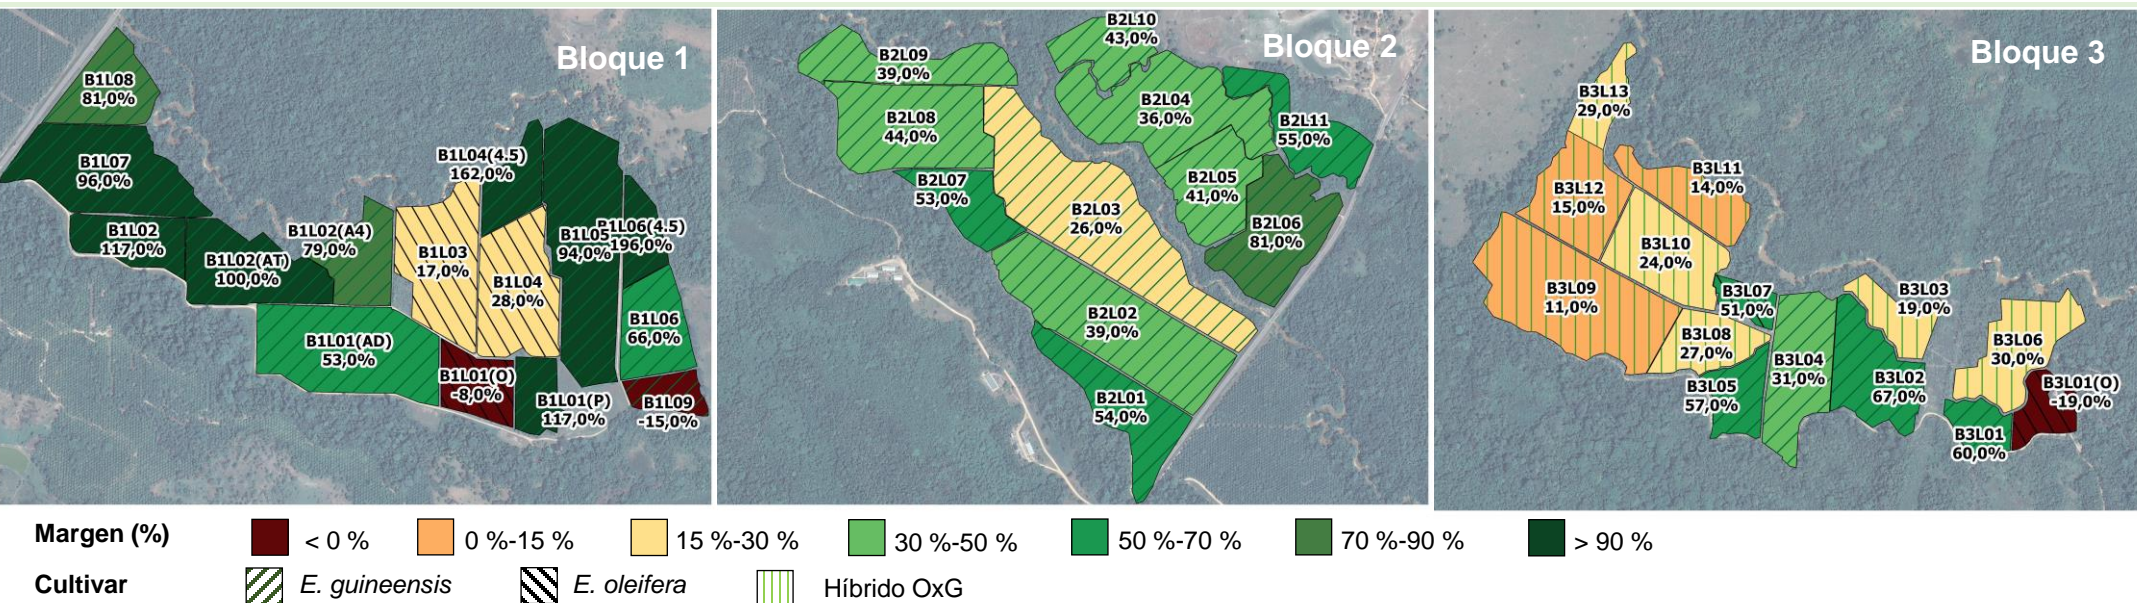 Bloque 1
B1L08
81,0%
B1L07
96,0%
B1L02
117,0%
B1L02(AT)
100,0%
B1L02(A4)
79,0%
B1L04(4.5)
162,0%
B1L03
17,0%
B1L04
28,0%
B1L05
94,0%
B1L06(4.5)
196,0%
B1L06
66,0%
B1L01(AD)
53,0%
B1L01(O)
-8,0%
B1L01(P)
117,0%
B1L09
-15,0%
Bloque 2
B2L10
43,0%
B2L09
39,0%
B2L08
44,0%
B2L04
36,0%
B2L11
55,0%
B2L07
53,0%
B2L05
41,0%
B2L03
26,0%
B2L06
81,0%
B2L02
39,0%
B2L01
54,0%
Bloque 3
B3L13
29,0%
B3L11
14,0%
B3L12
15,0%
B3L10
24,0%
B3L09
11,0%
B3L07
51,0%
B3L03
19,0%
B3L08
27,0%
B3L04
31,0%
B3L06
30,0%
B3L05
57,0%
B3L02
67,0%
B3L01(O)
-19,0%
B3L01
60,0%
Margen (%) < 0 % 0 %-15 % 15 %-30 % 30 %-50 % 50 %-70 % 70 %-90 % > 90 %
Cultivar E. guineensis E. oleifera Híbrido OxG